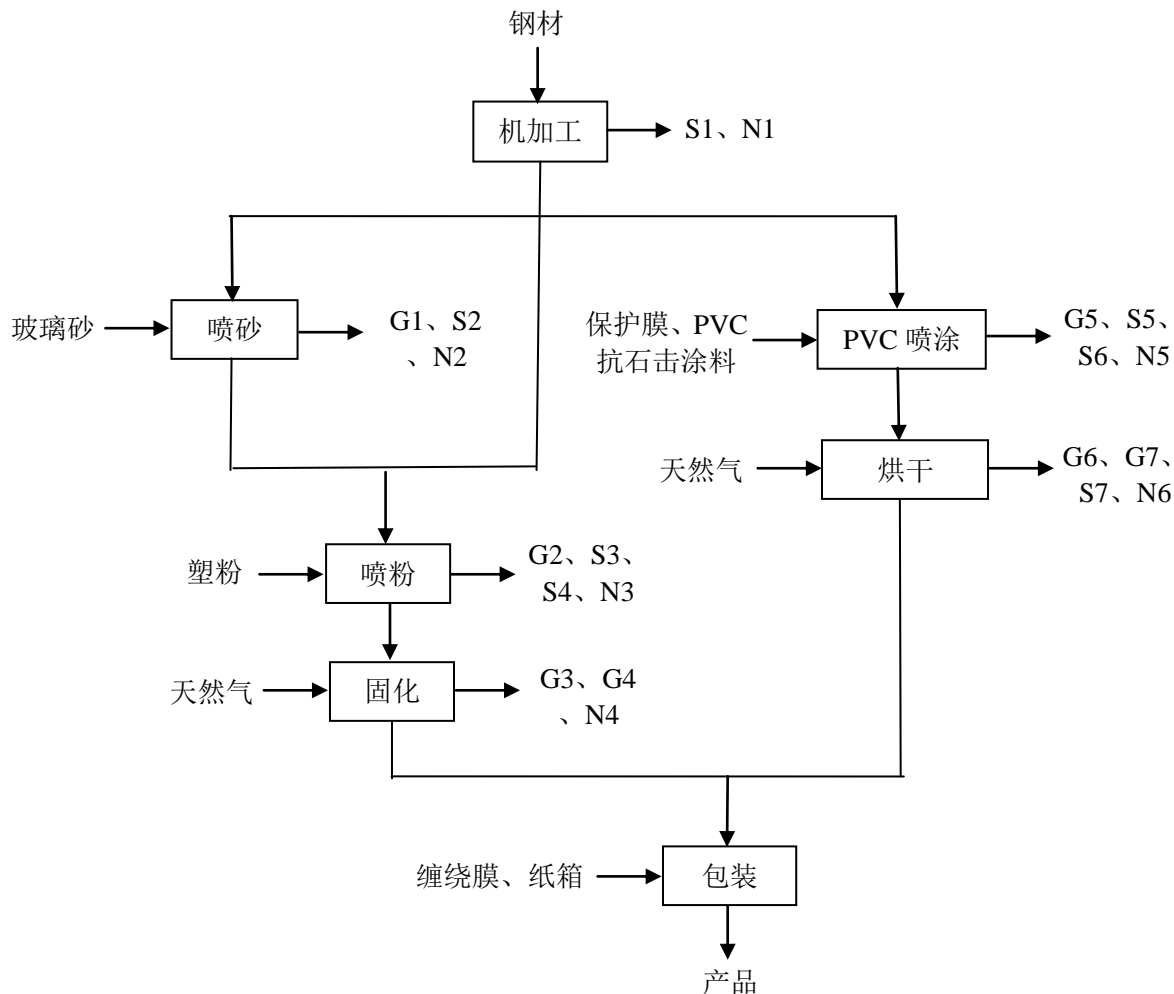 钢材
机加工
S1、N1
玻璃砂
喷砂
G1、S2
、N2
保护膜、PVC
抗石击涂料
PVC 喷涂
G5、S5、
S6、N5
天然气
烘干
G6、G7、
S7、N6
塑粉
喷粉
G2、S3、
S4、N3
天然气
固化
G3、G4
、N4
缠绕膜、纸箱
包装
产品